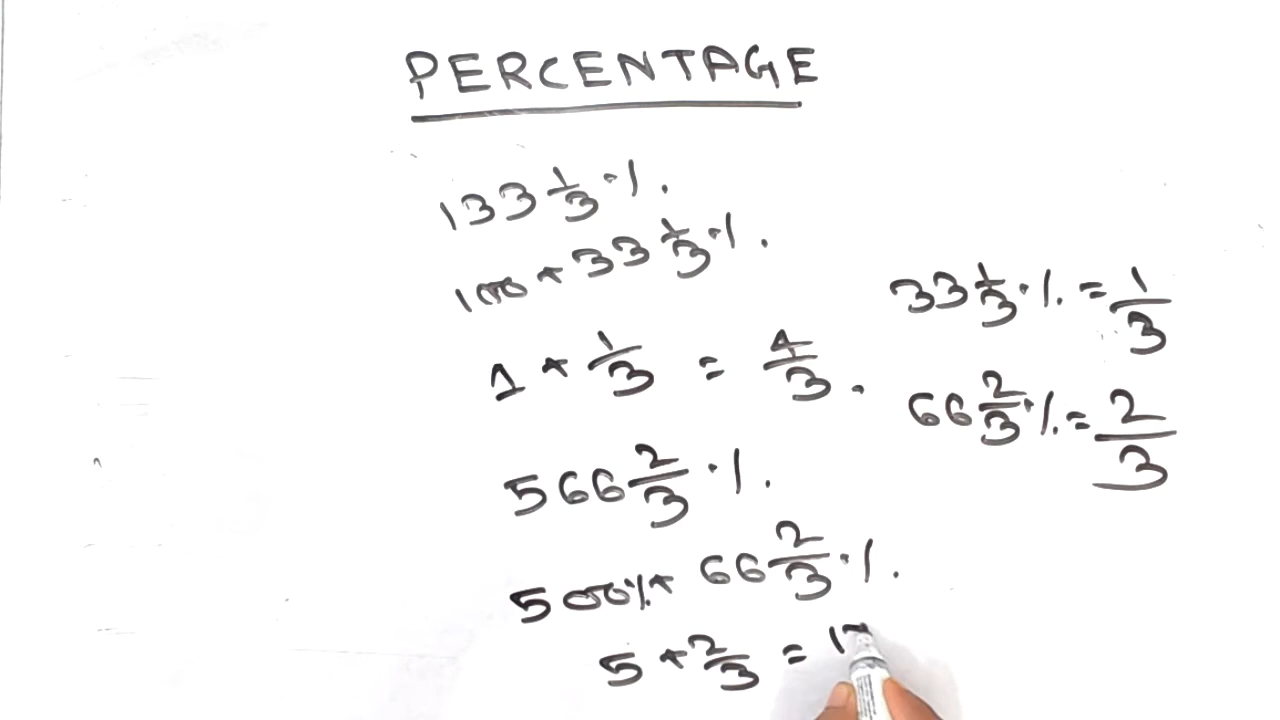 PERCENTAGE
133 1/3 %.
100 + 33 1/3 %.
1 + 1/3 = 4/3.
566 2/3 %.
500% + 66 2/3 %.
5 + 2/3 = 1
33 1/3 % = 1/3
66 2/3 % = 2/3